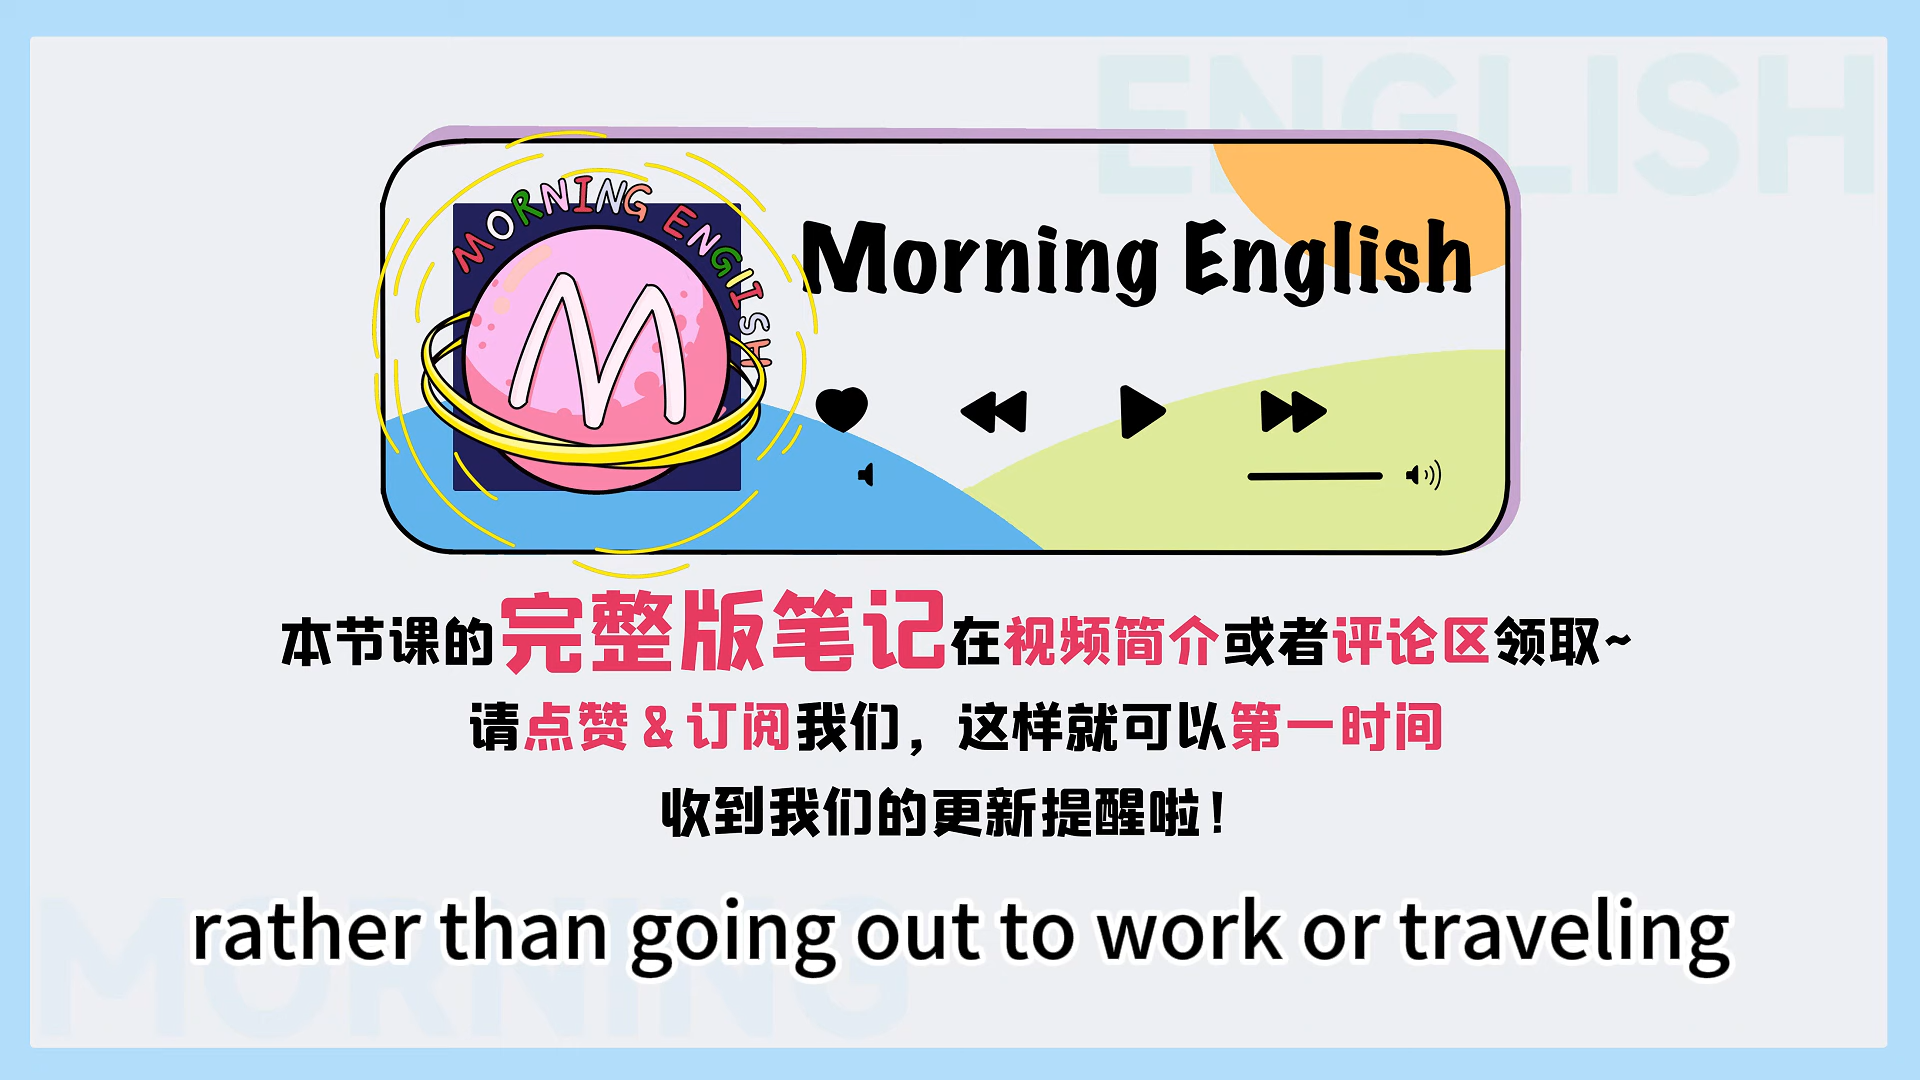 ENGLISH
MORNING ENGLISH
M
Morning English
本节课的完整版笔记在视频简介或者评论区领取~
请点赞&订阅我们，这样就可以第一时间
收到我们的更新提醒啦！
MORNING
rather than going out to work or traveling